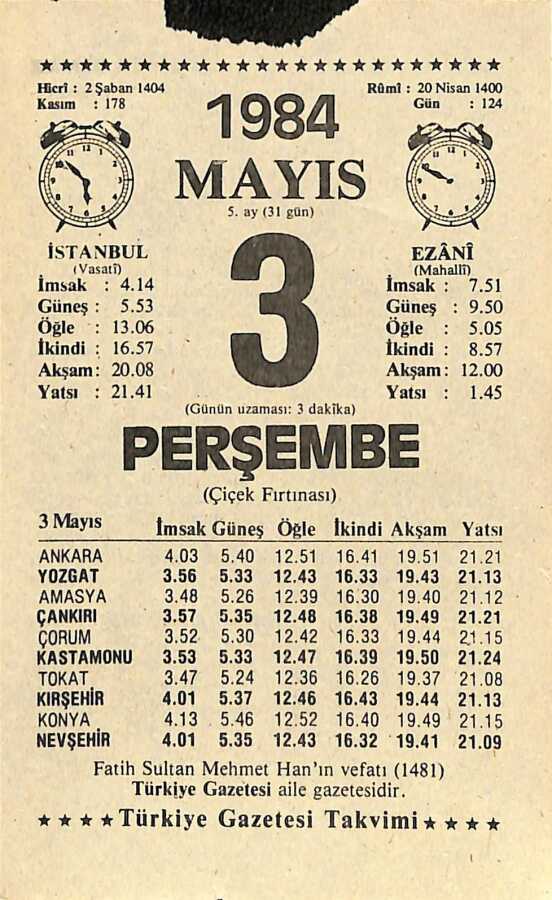 ★★★★★★★★★★★★★★★★★★★★★★★★
Hicrî : 2 Şaban 1404
Kasım : 178
Rûmî : 20 Nisan 1400
Gün : 124
1984
MAYIS
5. ay (31 gün)
3
İSTANBUL
(Vasatî)
İmsak : 4.14
Güneş : 5.53
Öğle : 13.06
İkindi : 16.57
Akşam : 20.08
Yatsı : 21.41
EZÂNÎ
(Mahallî)
İmsak : 7.51
Güneş : 9.50
Öğle : 5.05
İkindi : 8.57
Akşam : 12.00
Yatsı : 1.45
(Günün uzaması: 3 dakika)
PERŞEMBE
(Çiçek Fırtınası)
3 Mayıs İmsak Güneş Öğle İkindi Akşam Yatsı
ANKARA 4.03 5.40 12.51 16.41 19.51 21.21
YOZGAT 3.56 5.33 12.43 16.33 19.43 21.13
AMASYA 3.48 5.26 12.39 16.30 19.40 21.12
ÇANKIRI 3.57 5.35 12.48 16.38 19.49 21.21
ÇORUM 3.52 5.30 12.42 16.33 19.44 21.15
KASTAMONU 3.53 5.33 12.47 16.39 19.50 21.24
TOKAT 3.47 5.24 12.36 16.26 19.37 21.08
KIRŞEHİR 4.01 5.37 12.46 16.43 19.44 21.13
KONYA 4.13 5.46 12.52 16.40 19.49 21.15
NEVŞEHİR 4.01 5.35 12.43 16.32 19.41 21.09
Fatih Sultan Mehmet Han'ın vefatı (1481)
Türkiye Gazetesi aile gazetesidir.
★★★★Türkiye Gazetesi Takvimi★★★★